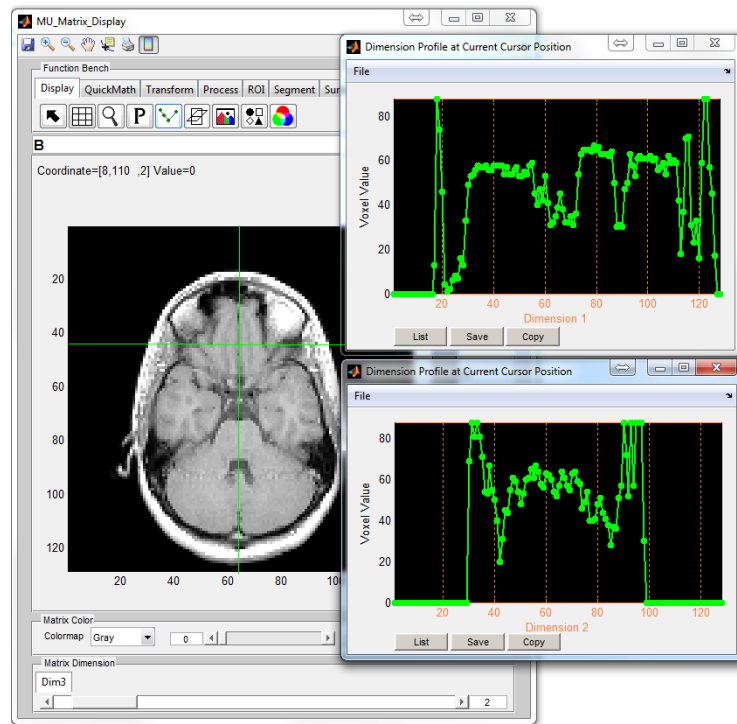 MU_Matrix_Display
Function Bench
Display QuickMath Transform Process ROI Segment
P
B
Coordinate=[8,110 ,2] Value=0
20
40
60
80
100
120
20 40 60 80
Matrix Color
Colormap Gray 0
Matrix Dimension
Dim3
2
Dimension Profile at Current Cursor Position
File
80
60
40
20
0
Voxel Value
20 40 60 80 100 120
Dimension 1
List Save Copy
Dimension Profile at Current Cursor Position
File
80
60
40
20
0
Voxel Value
20 40 60 80 100 120
Dimension 2
List Save Copy